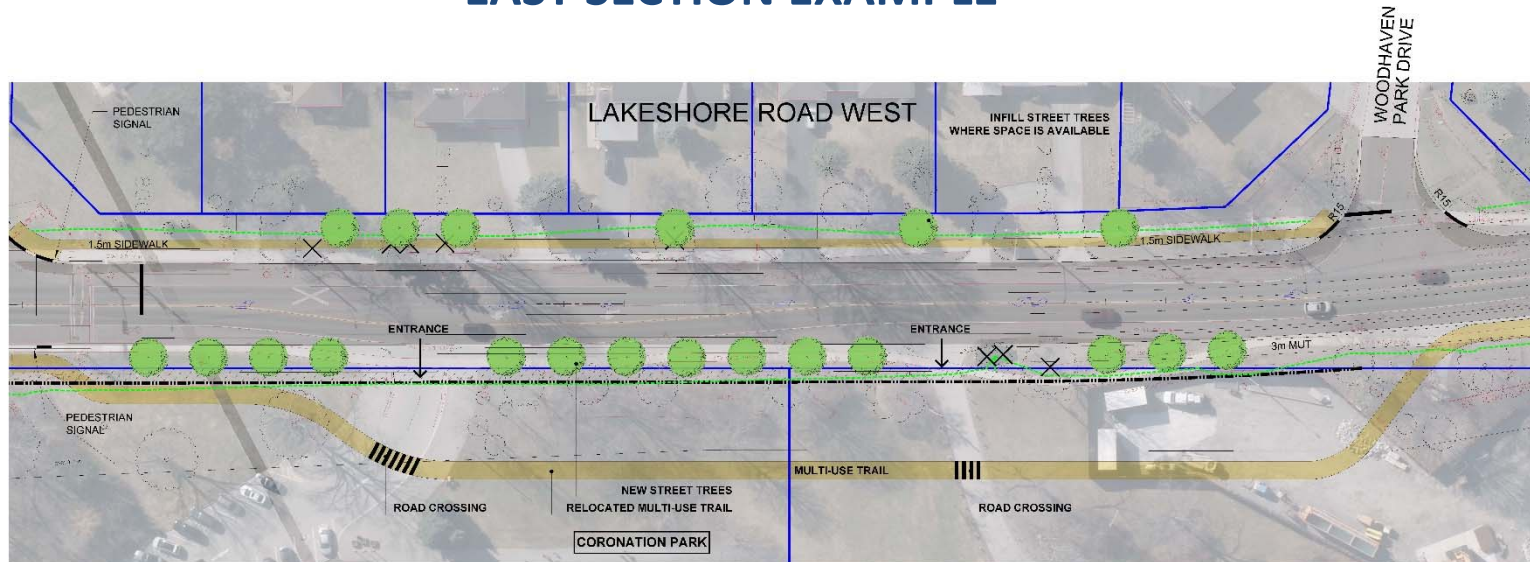 EAST SECTION EXAMPLE
WOODHAVEN
PARK DRIVE
PEDESTRIAN
SIGNAL
LAKESHORE ROAD WEST
INFILL STREET TREES
WHERE SPACE IS AVAILABLE
R15
R15
1.5m SIDEWALK
1.5m SIDEWALK
ENTRANCE
ENTRANCE
3m MUT
PEDESTRIAN
SIGNAL
MULTI-USE TRAIL
NEW STREET TREES
RELOCATED MULTI-USE TRAIL
ROAD CROSSING
ROAD CROSSING
CORONATION PARK